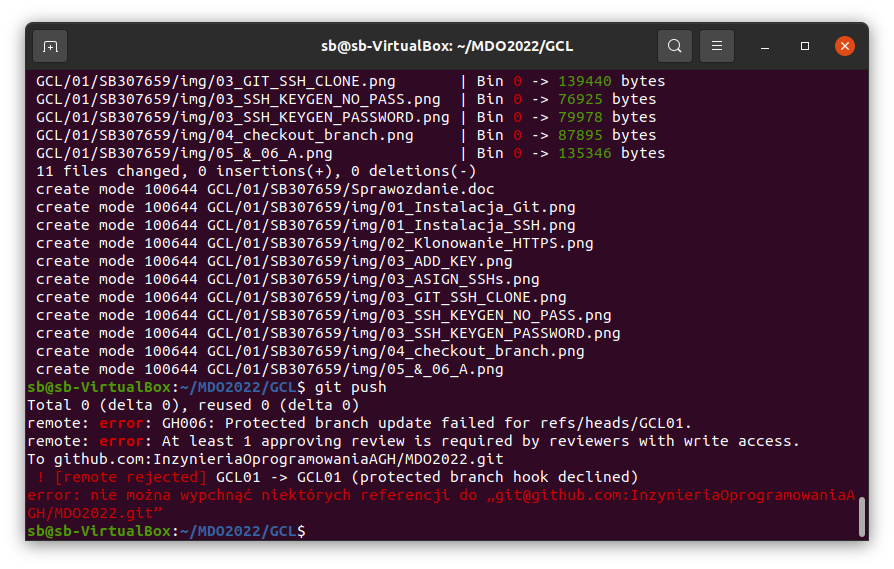 sb@sb-VirtualBox: ~/MDO2022/GCL
GCL/01/SB307659/img/03_GIT_SSH_CLONE.png | Bin 0 -> 139440 bytes
GCL/01/SB307659/img/03_SSH_KEYGEN_NO_PASS.png | Bin 0 -> 76925 bytes
GCL/01/SB307659/img/03_SSH_KEYGEN_PASSWORD.png | Bin 0 -> 79978 bytes
GCL/01/SB307659/img/04_checkout_branch.png | Bin 0 -> 87895 bytes
GCL/01/SB307659/img/05_&_06_A.png | Bin 0 -> 135346 bytes
11 files changed, 0 insertions(+), 0 deletions(-)
create mode 100644 GCL/01/SB307659/Sprawozdanie.doc
create mode 100644 GCL/01/SB307659/img/01_Instalacja_Git.png
create mode 100644 GCL/01/SB307659/img/01_Instalacja_SSH.png
create mode 100644 GCL/01/SB307659/img/02_Klonowanie_HTTPS.png
create mode 100644 GCL/01/SB307659/img/03_ADD_KEY.png
create mode 100644 GCL/01/SB307659/img/03_ASIGN_SSHs.png
create mode 100644 GCL/01/SB307659/img/03_GIT_SSH_CLONE.png
create mode 100644 GCL/01/SB307659/img/03_SSH_KEYGEN_NO_PASS.png
create mode 100644 GCL/01/SB307659/img/03_SSH_KEYGEN_PASSWORD.png
create mode 100644 GCL/01/SB307659/img/04_checkout_branch.png
create mode 100644 GCL/01/SB307659/img/05_&_06_A.png
sb@sb-VirtualBox:~/MDO2022/GCL$ git push
Total 0 (delta 0), reused 0 (delta 0)
remote: error: GH006: Protected branch update failed for refs/heads/GCL01.
remote: error: At least 1 approving review is required by reviewers with write access.
To github.com:InzynieriaOprogramowaniaAGH/MDO2022.git
! [remote rejected] GCL01 -> GCL01 (protected branch hook declined)
error: nie można wypchnąć niektórych referencji do „git@github.com:InzynieriaOprogramowaniaA
GH/MDO2022.git”
sb@sb-VirtualBox:~/MDO2022/GCL$